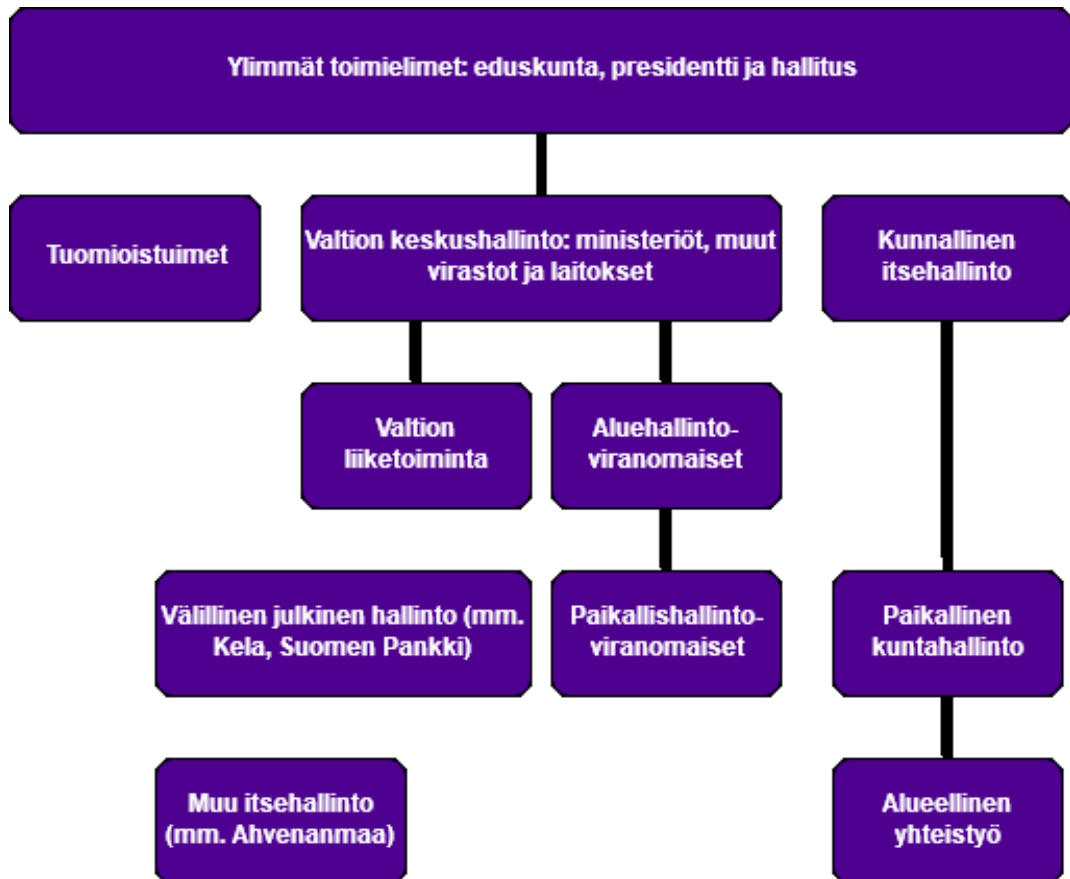 Ylimmät toimielimet: eduskunta, presidentti ja hallitus
Tuomioistuimet
Valtion keskushallinto: ministeriöt, muut
virastot ja laitokset
Kunnallinen
itsehallinto
Valtion
liiketoiminta
Aluehallinto-
viranomaiset
Välillinen julkinen hallinto (mm.
Kela, Suomen Pankki)
Paikallishallinto-
viranomaiset
Paikallinen
kuntahallinto
Muu itsehallinto
(mm. Ahvenanmaa)
Alueellinen
yhteistyö